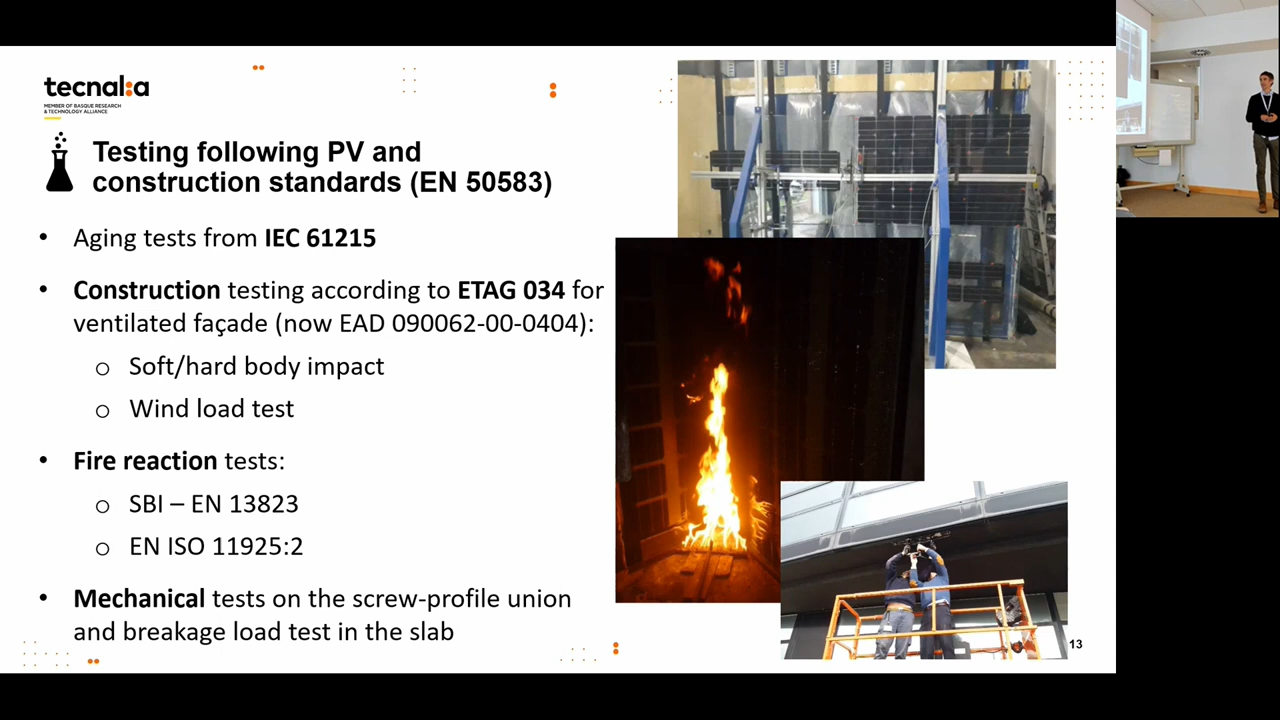 tecnal:a
MEMBER OF BASQUE RESEARCH
& TECHNOLOGY ALLIANCE
Testing following PV and
construction standards (EN 50583)
• Aging tests from IEC 61215
• Construction testing according to ETAG 034 for
ventilated façade (now EAD 090062-00-0404):
o Soft/hard body impact
o Wind load test
• Fire reaction tests:
o SBI – EN 13823
o EN ISO 11925:2
• Mechanical tests on the screw-profile union
and breakage load test in the slab
13